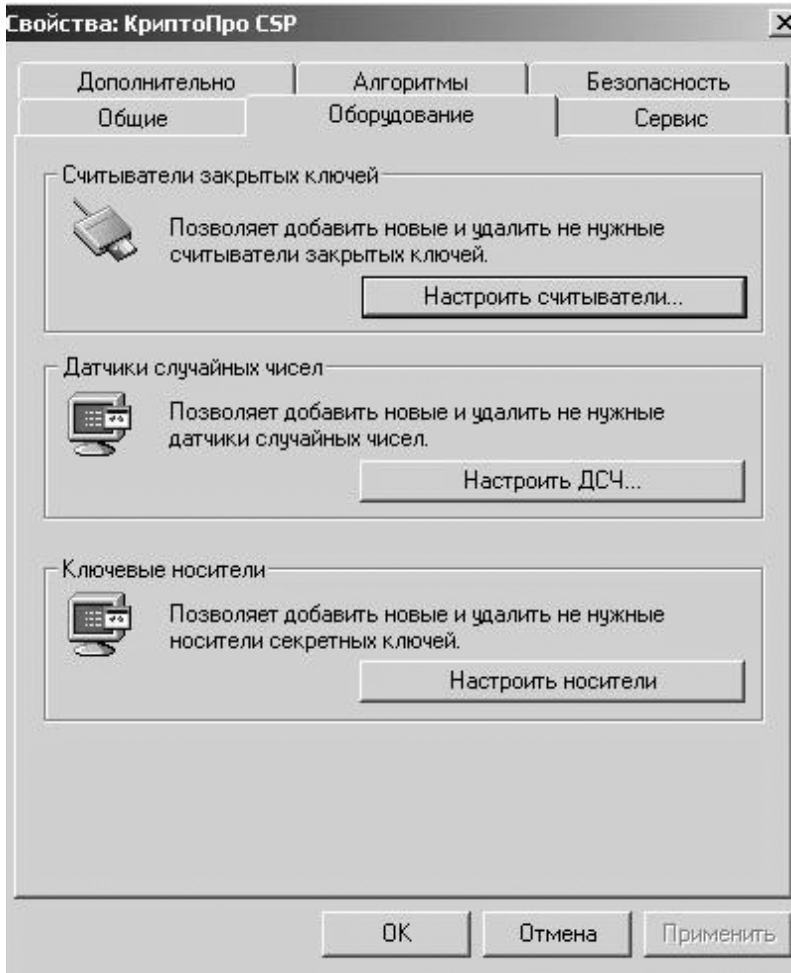 Свойства: КриптоПро CSP
Дополнительно Алгоритмы Безопасность
Общие Оборудование Сервис
Считыватели закрытых ключей
Позволяет добавить новые и удалить не нужные
считыватели закрытых ключей.
Настроить считыватели...
Датчики случайных чисел
Позволяет добавить новые и удалить не нужные
датчики случайных чисел.
Настроить ДСЧ...
Ключевые носители
Позволяет добавить новые и удалить не нужные
носители секретных ключей.
Настроить носители
OK Отмена Применить